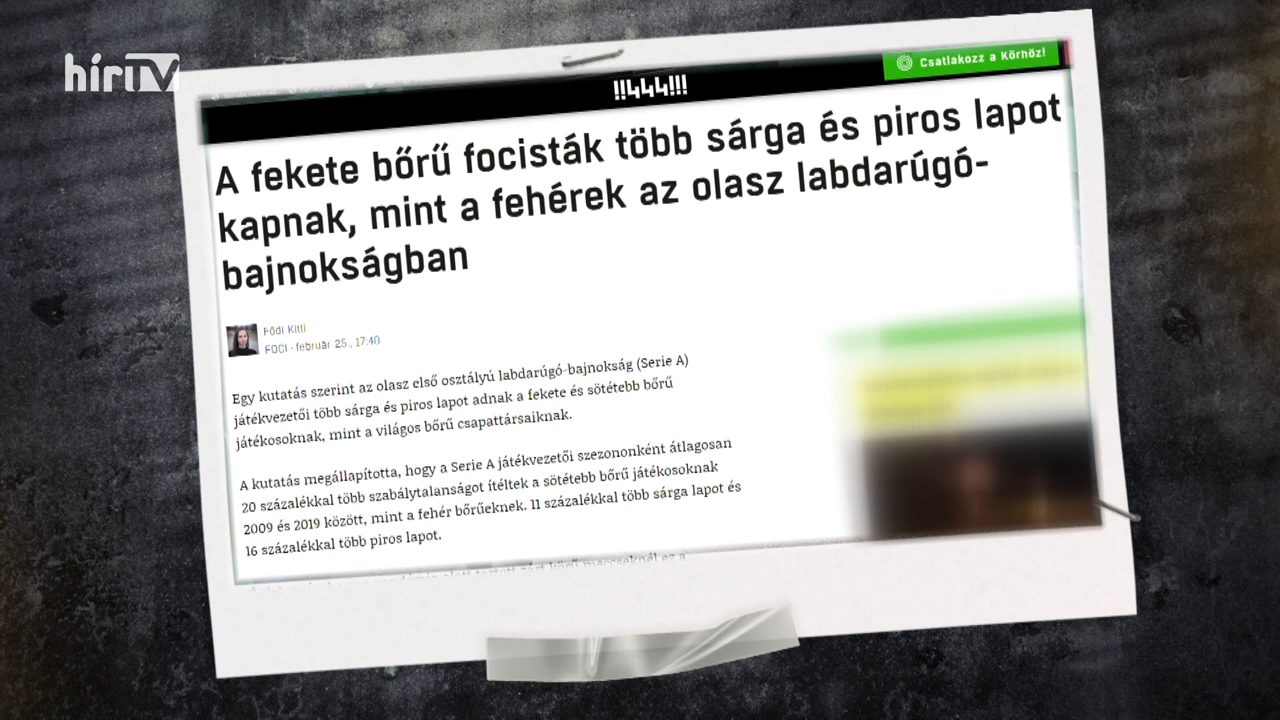 hírTV
!!444!!!
Csatlakozz a Körhöz!
A fekete bőrű focisták több sárga és piros lapot
kapnak, mint a fehérek az olasz labdarúgó-
bajnokságban
Fődi Kitti
FOCI · február 25., 17:40
Egy kutatás szerint az olasz első osztályú labdarúgó-bajnokság (Serie A)
játékvezetői több sárga és piros lapot adnak a fekete és sötétebb bőrű
játékosoknak, mint a világos bőrű csapattársaiknak.
A kutatás megállapította, hogy a Serie A játékvezetői szezononként átlagosan
20 százalékkal több szabálytalanságot ítéltek a sötétebb bőrű játékosoknak
2009 és 2019 között, mint a fehér bőrűeknek. 11 százalékkal több sárga lapot és
16 százalékkal több piros lapot.